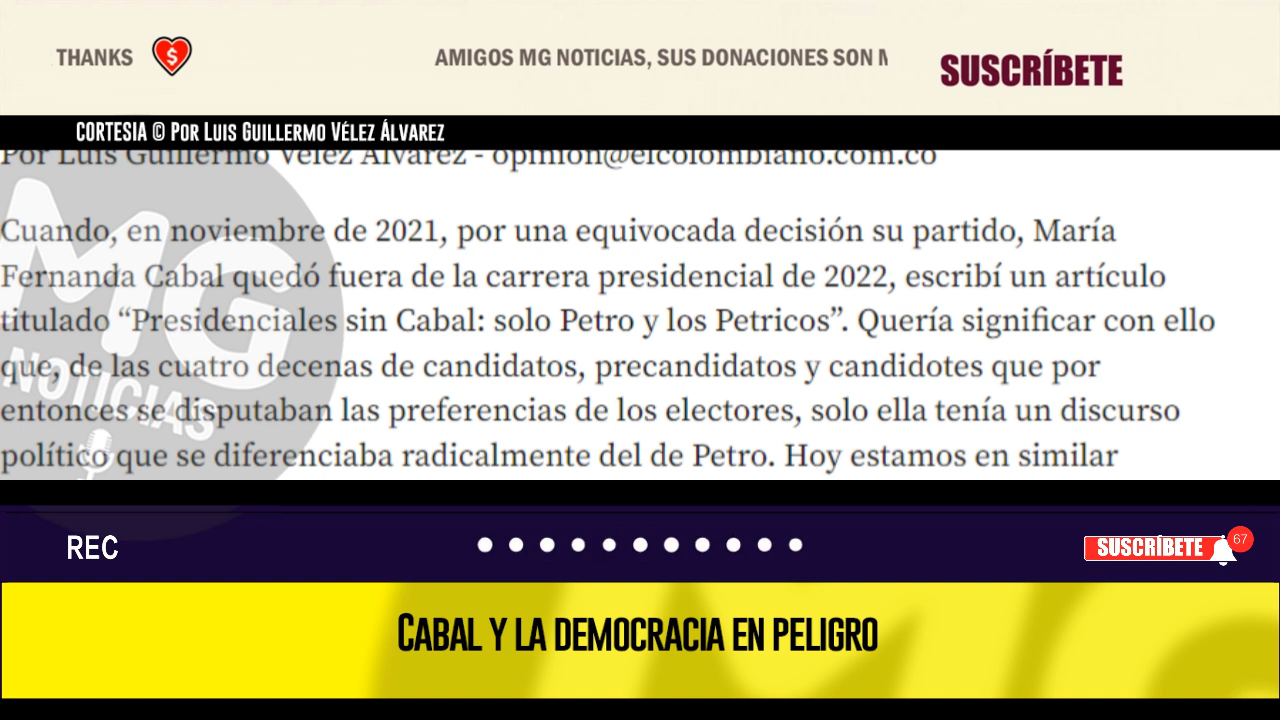 THANKS
AMIGOS MG NOTICIAS, SUS DONACIONES SON
SUSCRÍBETE
CORTESIA © Por Luis Guillermo Vélez Álvarez
Por Luis Guillermo Vélez Álvarez - opinion@elcolombiano.com.co
Cuando, en noviembre de 2021, por una equivocada decisión su partido, María
Fernanda Cabal quedó fuera de la carrera presidencial de 2022, escribí un artículo
titulado “Presidenciales sin Cabal: solo Petro y los Petricos”. Quería significar con ello
que, de las cuatro decenas de candidatos, precandidatos y candidotes que por
entonces se disputaban las preferencias de los electores, solo ella tenía un discurso
político que se diferenciaba radicalmente del de Petro. Hoy estamos en similar
MG
NOTICIAS
REC
SUSCRÍBETE
67
Cabal y la democracia en peligro